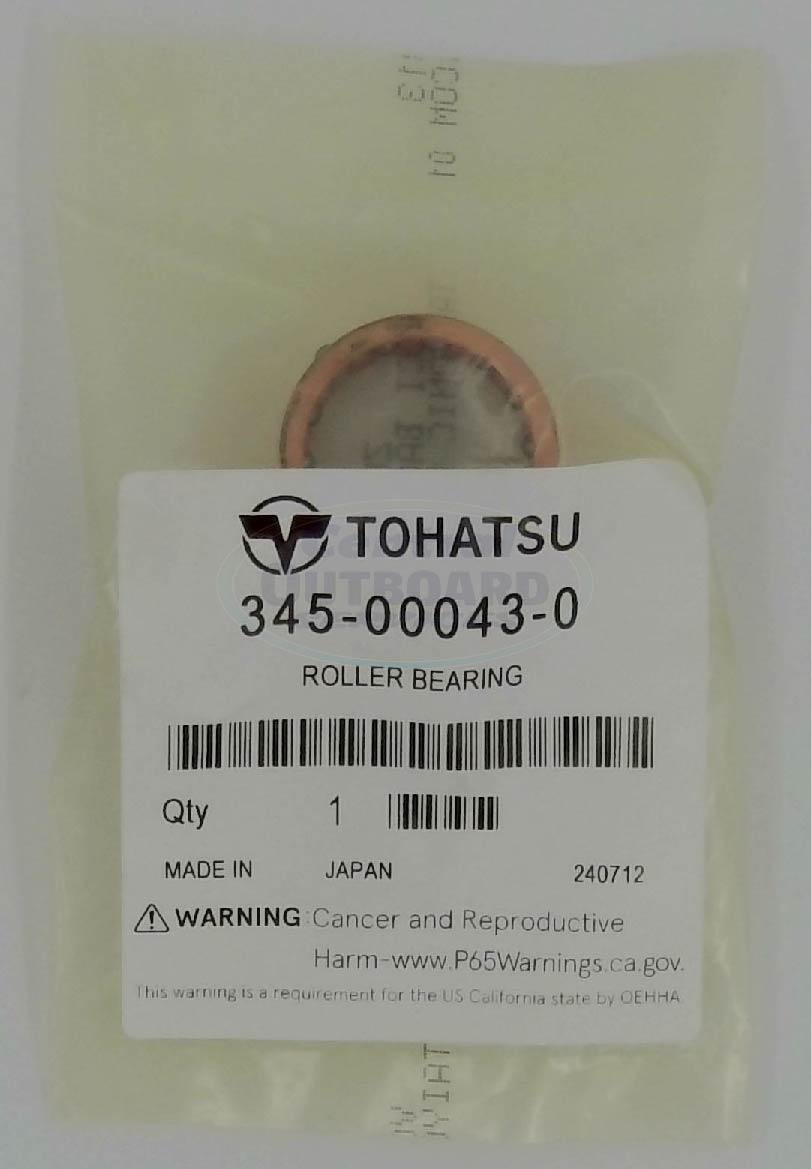 TOHATSU
OUTBOARD
345-00043-0
ROLLER BEARING
Qty 1
MADE IN JAPAN 240712
WARNING: Cancer and Reproductive
Harm-www.P65Warnings.ca.gov.
This warning is a requirement for the US California state by OEHHA.